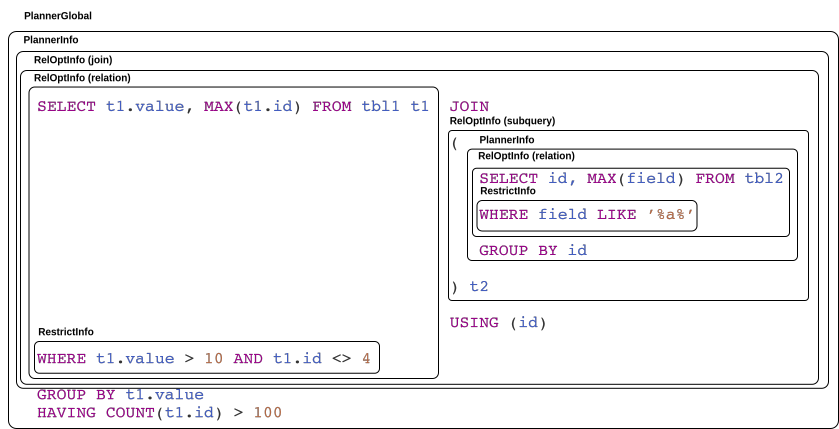 PlannerGlobal
PlannerInfo
RelOptInfo (join)
RelOptInfo (relation)
SELECT t1.value, MAX(t1.id) FROM tbl1 t1
JOIN
RelOptInfo (subquery)
(
PlannerInfo
RelOptInfo (relation)
SELECT id, MAX(field) FROM tbl2
RestrictInfo
WHERE field LIKE '%a%'
GROUP BY id
) t2
USING (id)
RestrictInfo
WHERE t1.value > 10 AND t1.id <> 4
GROUP BY t1.value
HAVING COUNT(t1.id) > 100